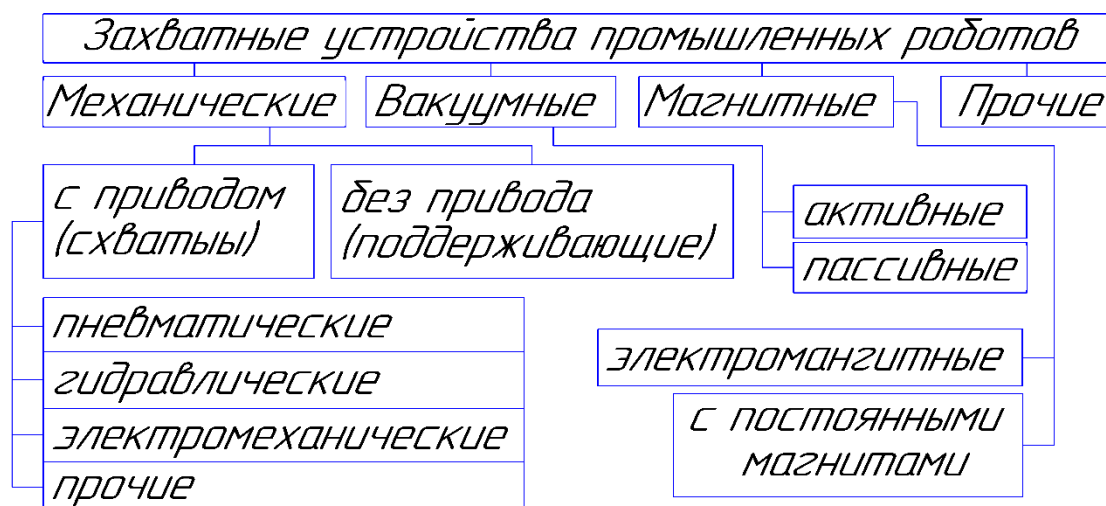 Захватные устройства промышленных роботов
Механические
Вакуумные
Магнитные
Прочие
с приводом
(схватыы)
без привода
(поддерживающие)
активные
пассивные
пневматические
гидравлические
электромеханические
прочие
электромангитные
с постоянными
магнитами